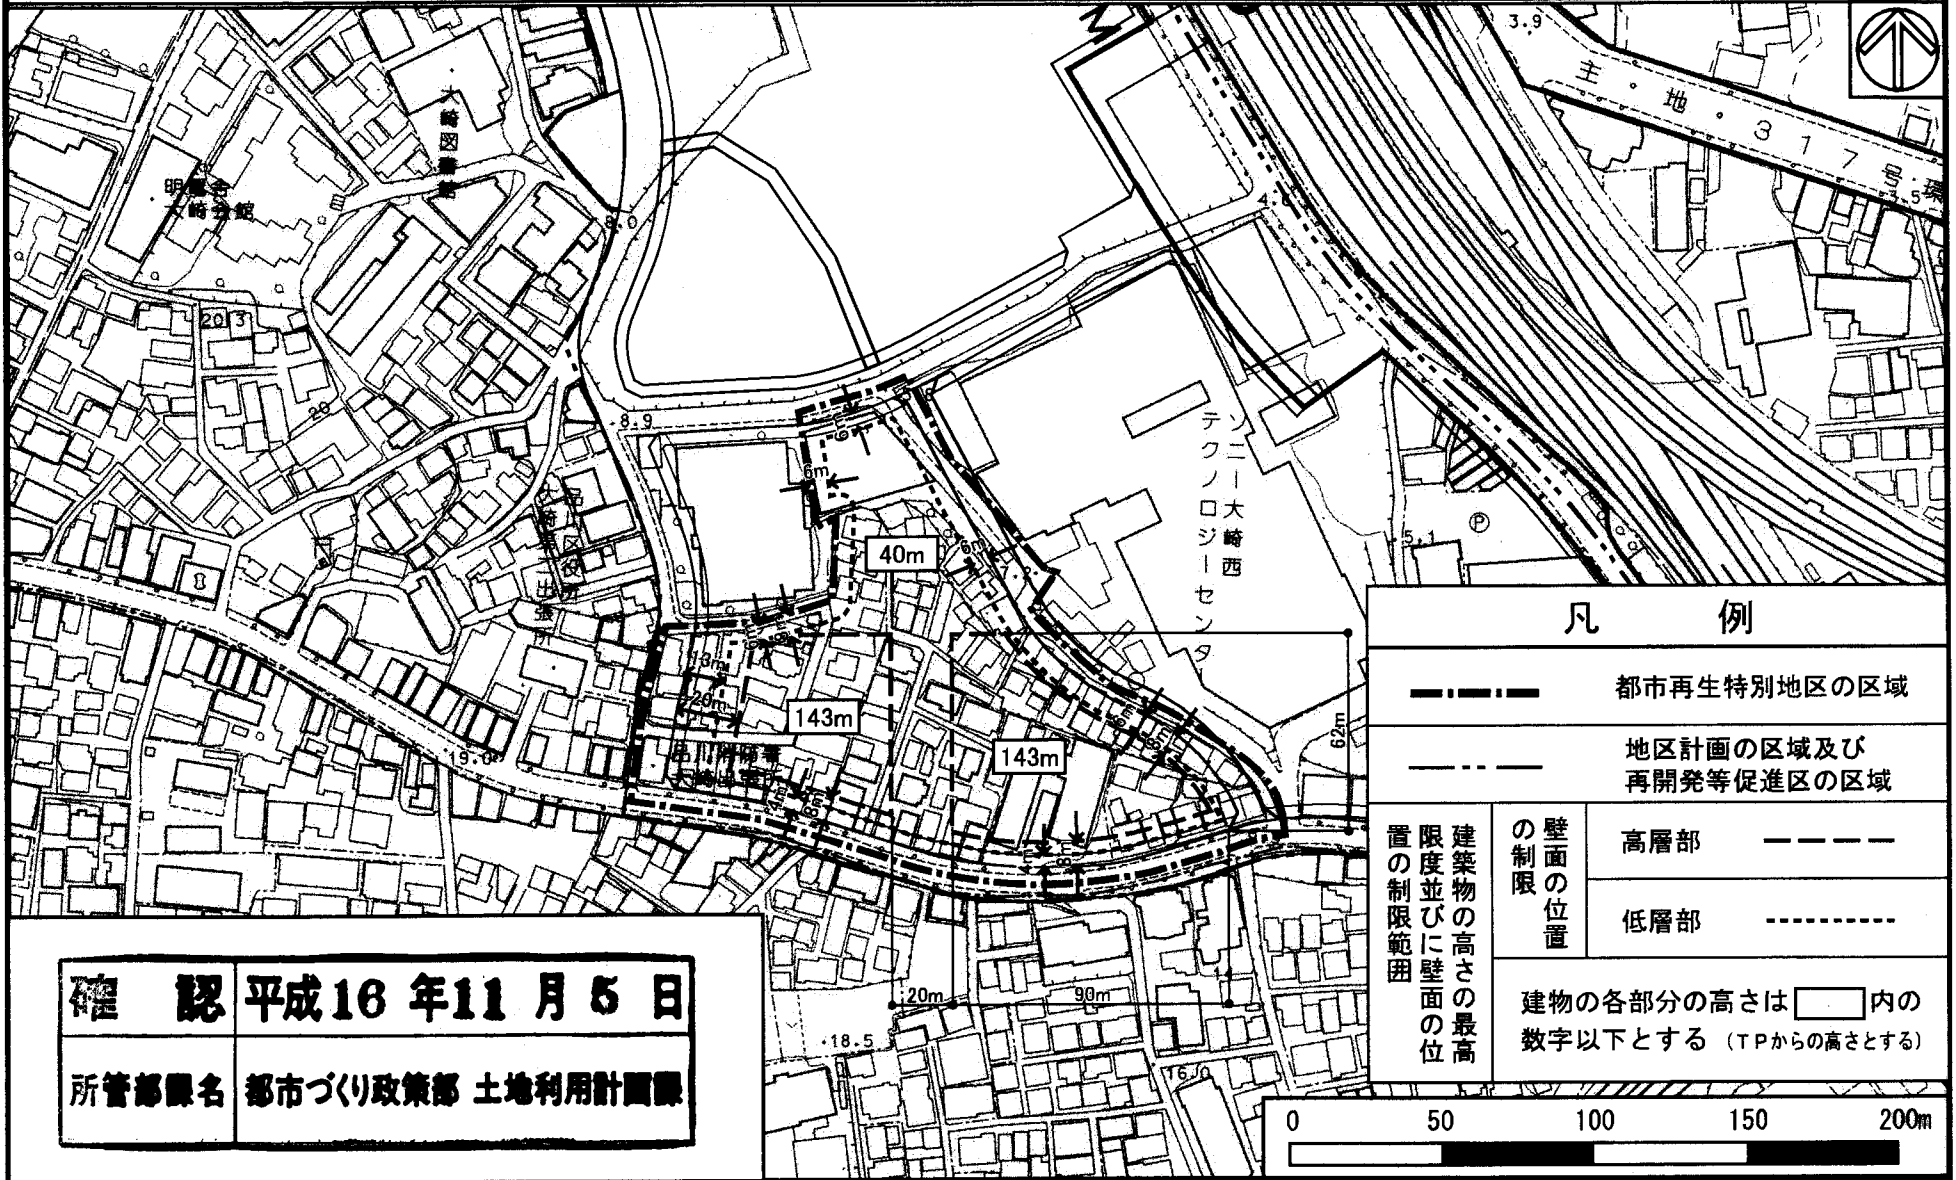 3.9
主・地・317号・環
大崎図書館
大崎会館
8.0
4.0
20.3
20
8.9
6m
6m
40m
6m
ソニー大崎西
テクノロジーセンター
5.1
P
13m
20m
143m
143m
62m
6m
6m
19.0
4m
8m
8m
20m
90m
18.5
16.0
凡 例
都市再生特別地区の区域
地区計画の区域及び
再開発等促進区の区域
建築物の高さの最高
限度並びに壁面の位
置の制限範囲
壁面の位置
の制限
高層部
低層部
建物の各部分の高さは 内の
数字以下とする (TPからの高さとする)
確 認 平成16年11月5日
所管部課名 都市づくり政策部 土地利用計画課
0 50 100 150 200m